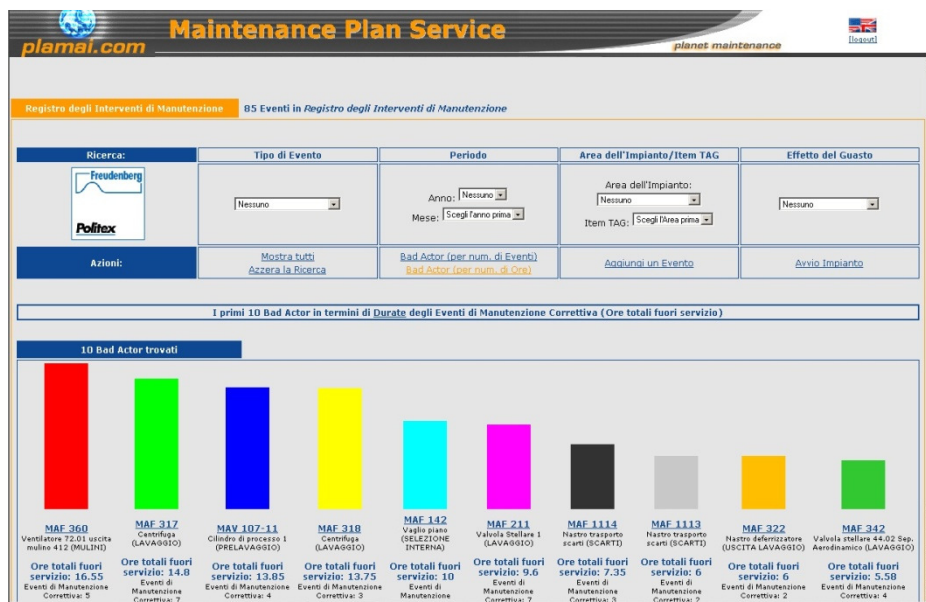 plamai.com
Maintenance Plan Service
planet maintenance
[logout]
Registro degli Interventi di Manutenzione
85 Eventi in Registro degli Interventi di Manutenzione
Ricerca:
Tipo di Evento
Periodo
Area dell'Impianto/Item TAG
Effetto del Guasto
Freudenberg
Politex
Nessuno
Anno: Nessuno
Mese: Scegli l'anno prima
Area dell'Impianto:
Nessuno
Item TAG: Scegli l'Area prima
Nessuno
Azioni:
Mostra tutti
Azzera la Ricerca
Bad Actor (per num. di Eventi)
Bad Actor (per num. di Ore)
Aggiungi un Evento
Avvio Impianto
I primi 10 Bad Actor in termini di Durate degli Eventi di Manutenzione Correttiva (Ore totali fuori servizio)
10 Bad Actor trovati
MAF 360
Ventilatore 72.01 uscita
mulino 412 (MULINI)
Ore totali fuori
servizio: 16.55
Eventi di Manutenzione
Correttiva: 5
MAF 317
Centrifuga
(LAVAGGIO)
Ore totali fuori
servizio: 14.8
Eventi di
Manutenzione
Correttiva: 7
MAV 107-11
Cilindro di processo 1
(PRELAVAGGIO)
Ore totali fuori
servizio: 13.85
Eventi di Manutenzione
Correttiva: 4
MAF 318
Centrifuga
(LAVAGGIO)
Ore totali fuori
servizio: 13.75
Eventi di Manutenzione
Correttiva: 3
MAF 142
Vaglio piano
(SELEZIONE
INTERNA)
Ore totali fuori
servizio: 10
Eventi di
Manutenzione
MAF 211
Valvola Stellare 1
(LAVAGGIO)
Ore totali fuori
servizio: 9.6
Eventi di
Manutenzione
Correttiva: 7
MAF 1114
Nastro trasporto
scarti (SCARTI)
Ore totali fuori
servizio: 7.35
Eventi di
Manutenzione
Correttiva: 3
MAF 1113
Nastro trasporto
scarti (SCARTI)
Ore totali fuori
servizio: 6
Eventi di
Manutenzione
Correttiva: 2
MAF 322
Nastro deferrizzatore
(USCITA LAVAGGIO)
Ore totali fuori
servizio: 6
Eventi di Manutenzione
Correttiva: 2
MAF 342
Valvola stellare 44.02 Sep.
Aerodinamico (LAVAGGIO)
Ore totali fuori
servizio: 5.58
Eventi di Manutenzione
Correttiva: 4